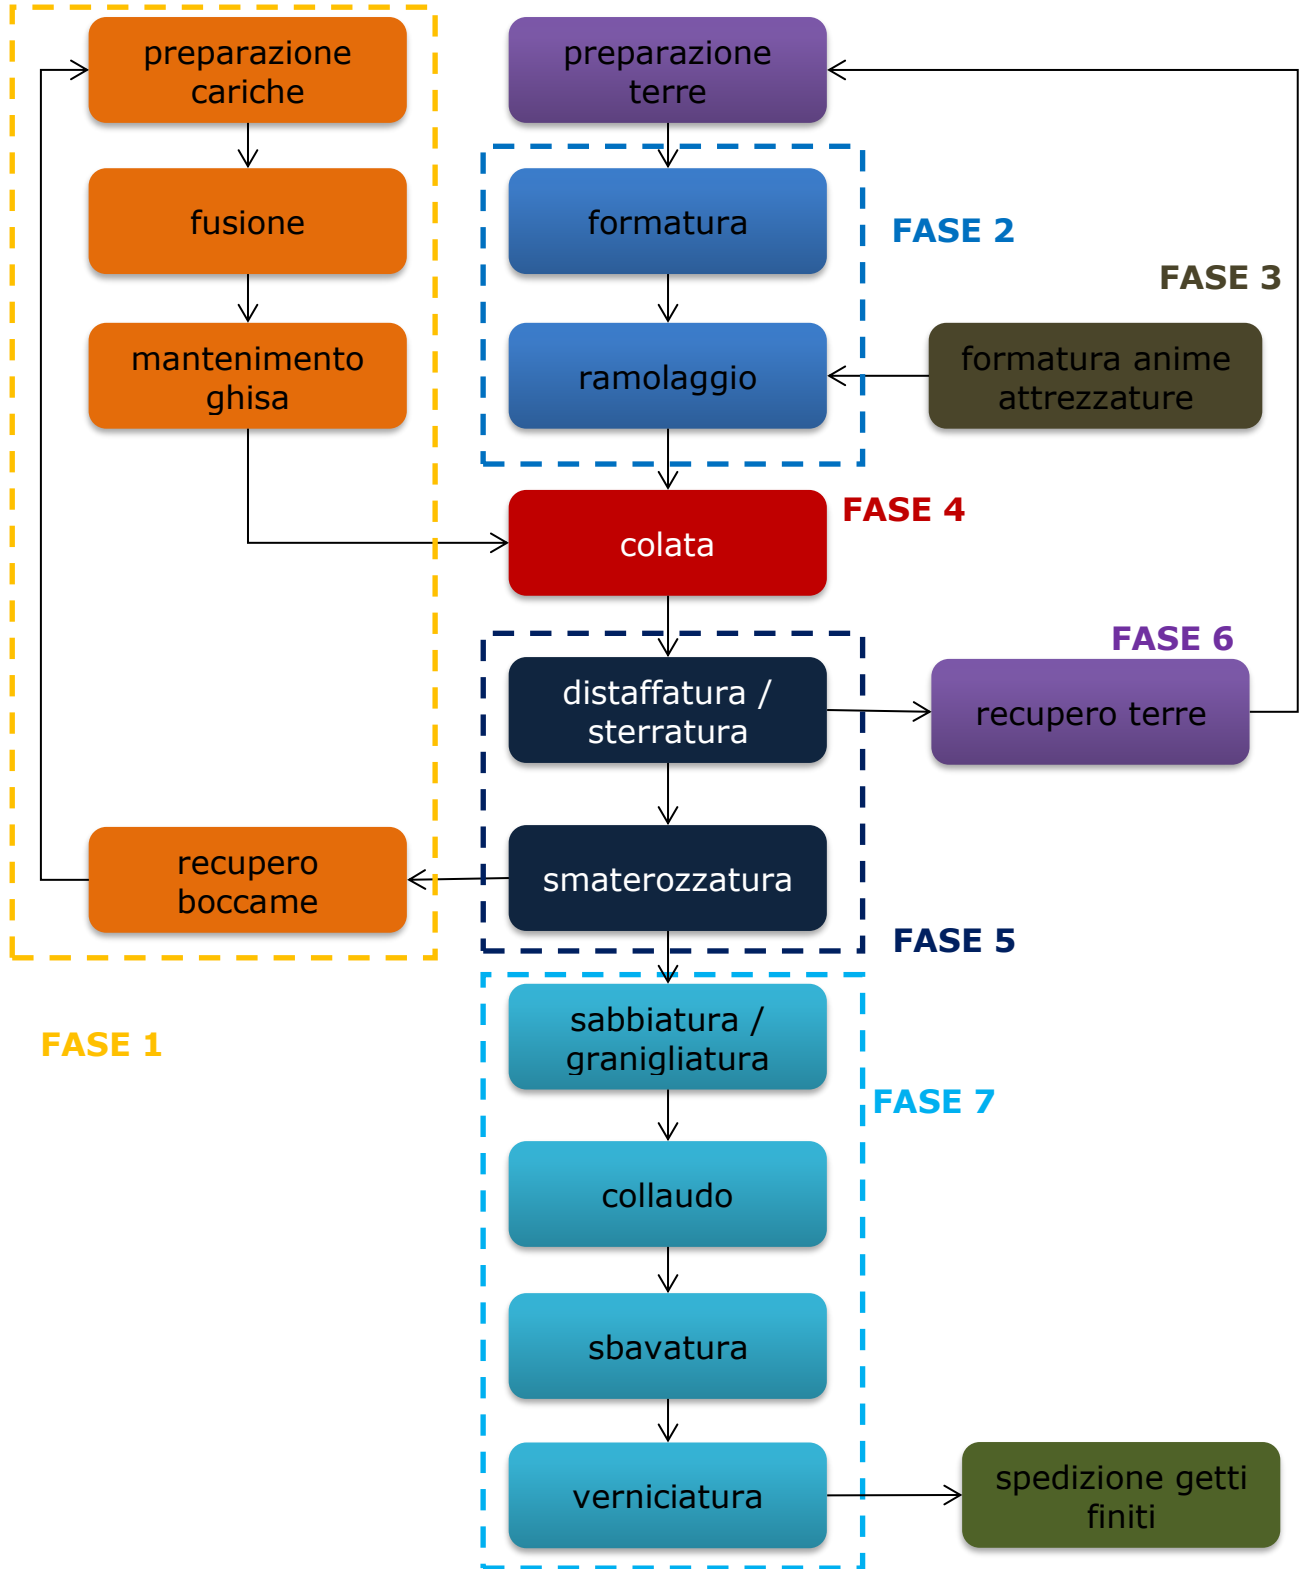 preparazione
cariche
preparazione
terre
fusione
formatura
FASE 2
FASE 3
mantenimento
ghisa
ramolaggio
formatura anime
attrezzature
FASE 4
colata
FASE 6
distaffatura /
sterratura
recupero terre
recupero
boccame
smaterozzatura
FASE 5
FASE 1
sabbiatura /
granigliatura
FASE 7
collaudo
sbavatura
verniciatura
spedizione getti
finiti